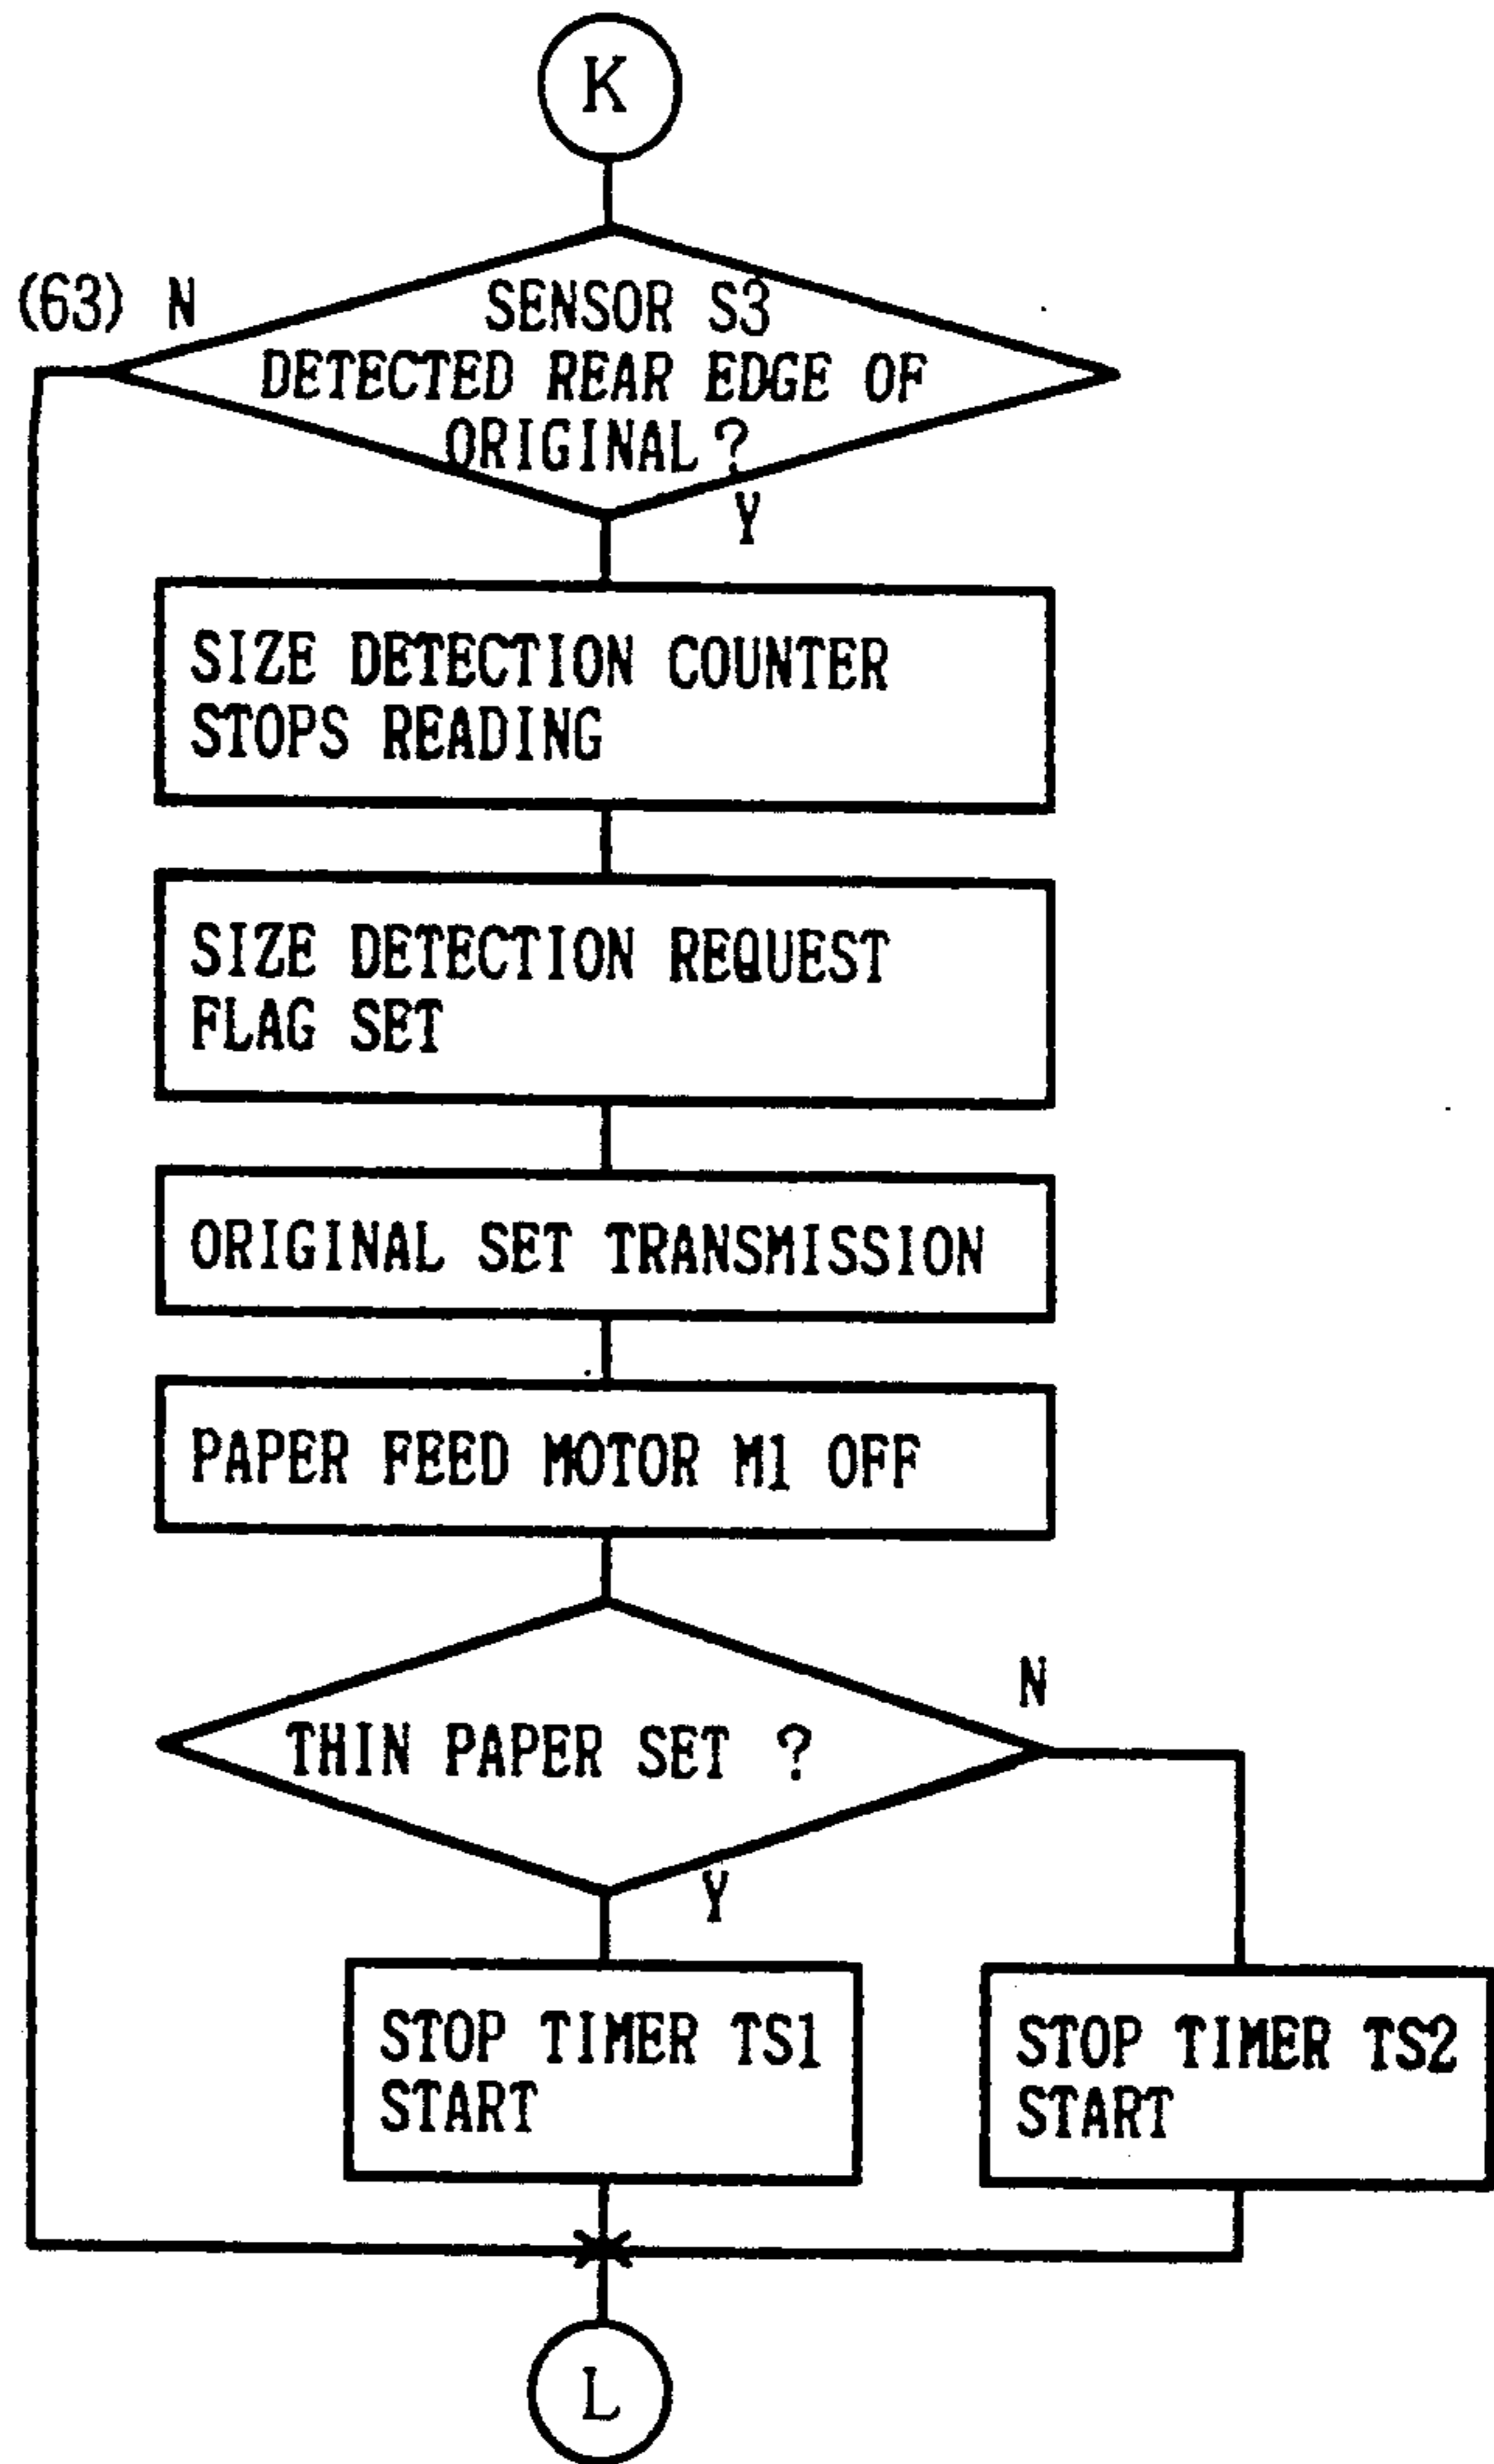 K
(63) N
SENSOR S3
DETECTED REAR EDGE OF
ORIGINAL ?
Y
SIZE DETECTION COUNTER
STOPS READING
SIZE DETECTION REQUEST
FLAG SET
ORIGINAL SET TRANSMISSION
PAPER FEED MOTOR M1 OFF
N
THIN PAPER SET ?
Y
STOP TIMER TS1
START
STOP TIMER TS2
START
L